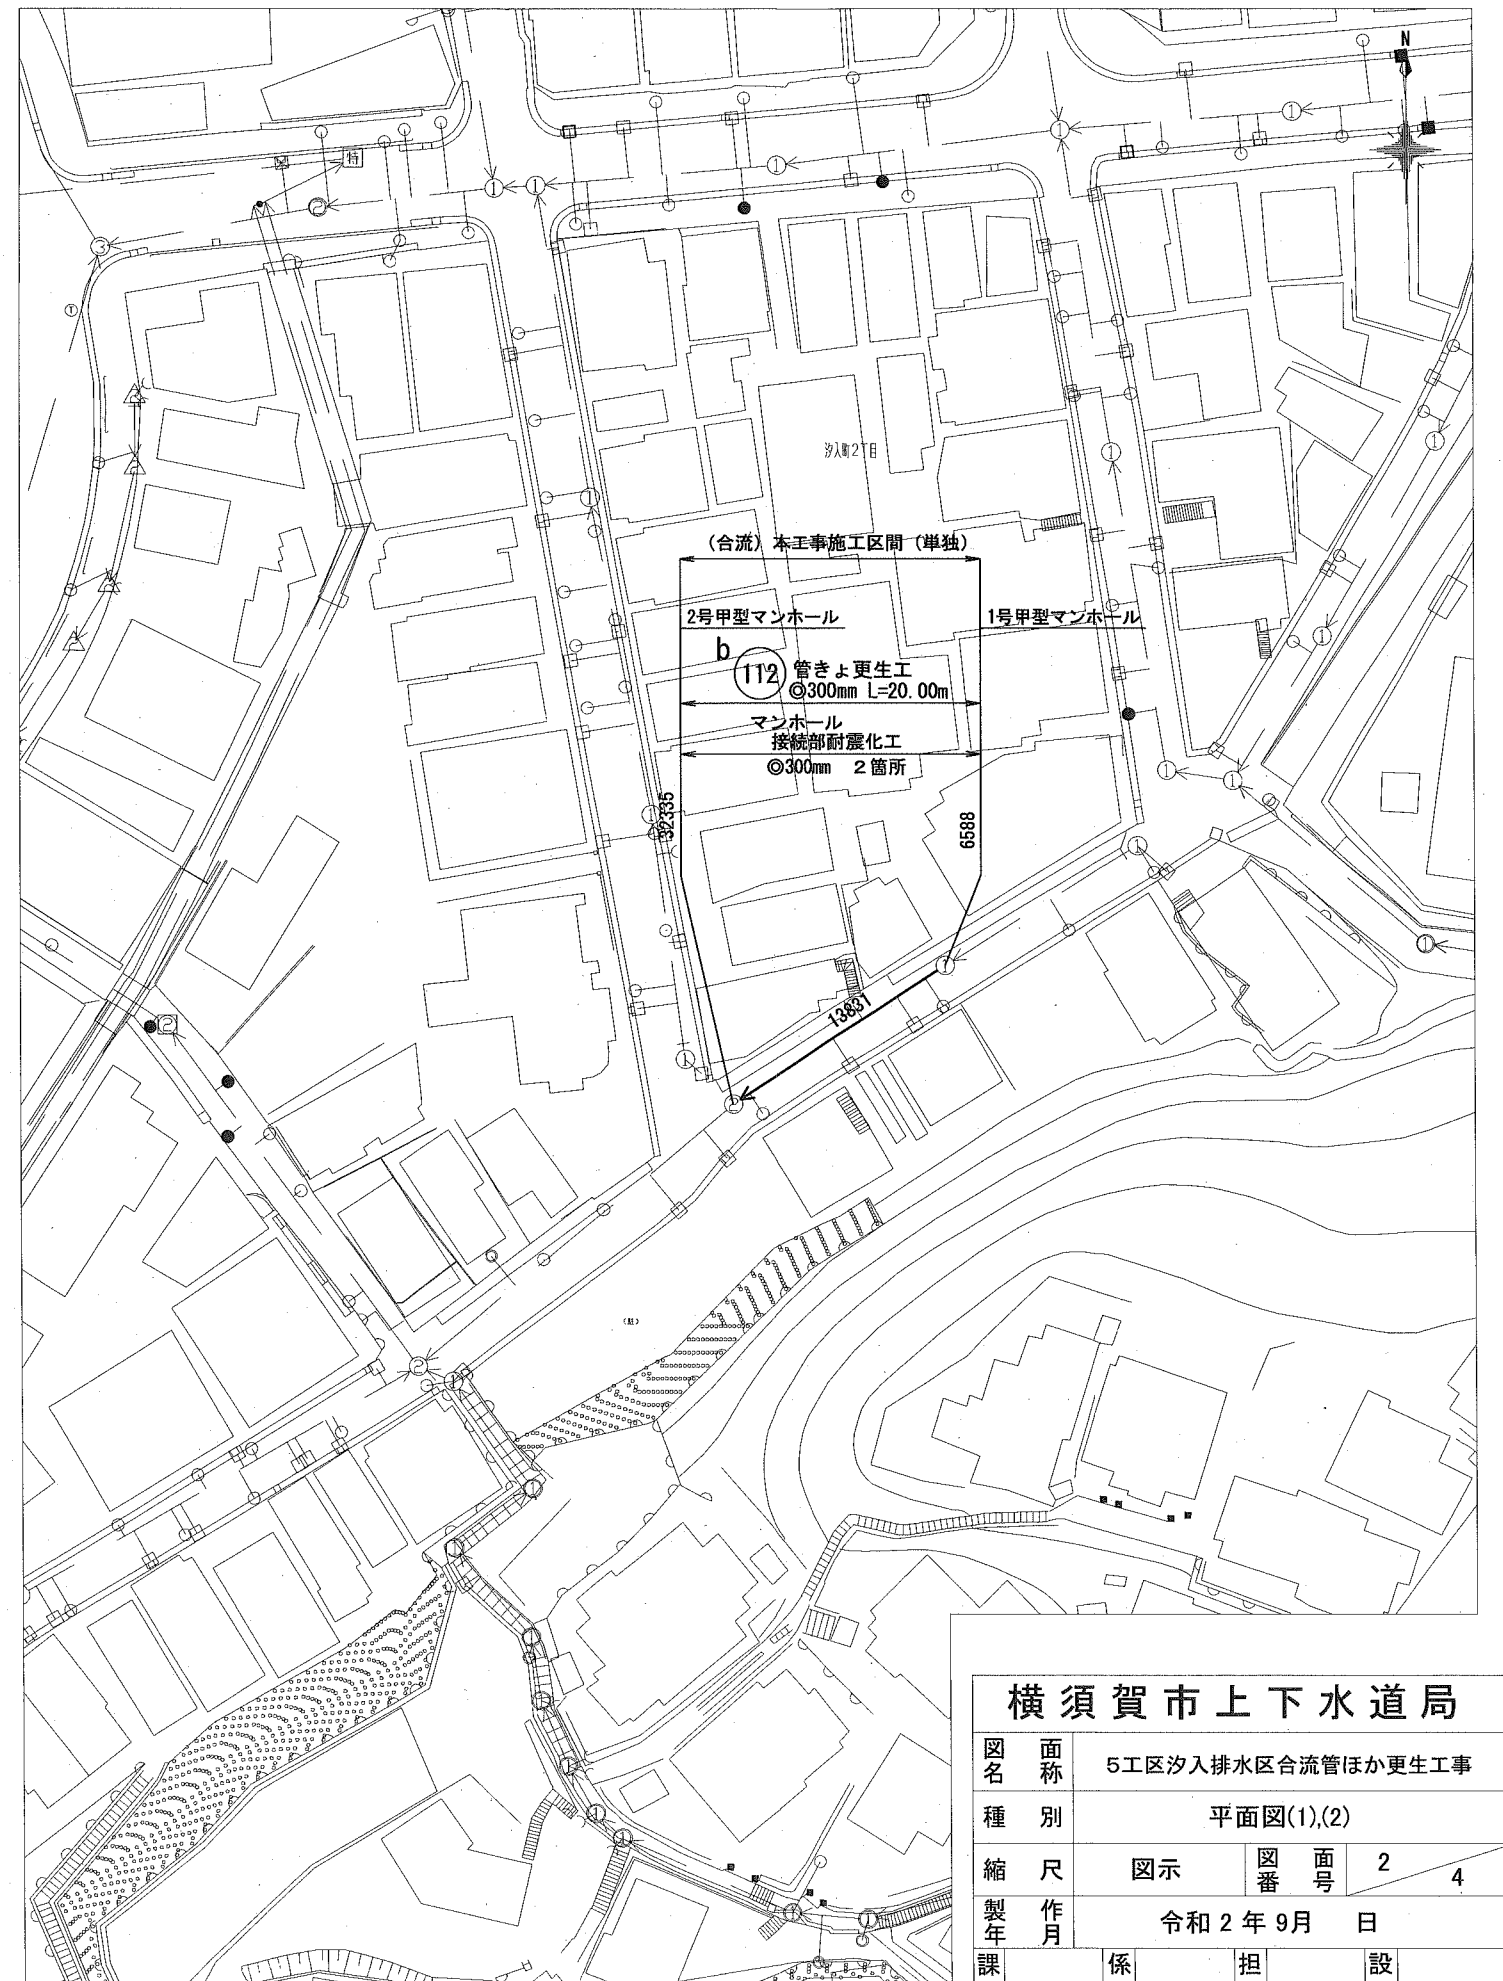 N
特
汐入町2丁目
(合流) 本工事施工区間 (単独)
2号甲型マンホール
1号甲型マンホール
b
112
管きょ更生工
◎300mm L=20.00m
マンホール
接続部耐震化工
◎300mm 2箇所
32335
6588
13831
横須賀市上下水道局
図面名称
5工区汐入排水区合流管ほか更生工事
種別
平面図(1),(2)
縮尺
図示
図面番号
2
4
製作年月
令和2年9月 日
課
係
担
設